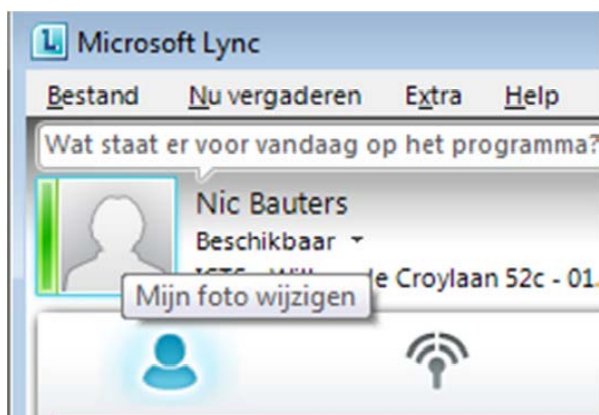 Microsoft Lync
Bestand Nu vergaderen Extra Help
Wat staat er voor vandaag op het programma?
Nic Bauters
Beschikbaar
Croylaan 52c - 01.
Mijn foto wijzigen